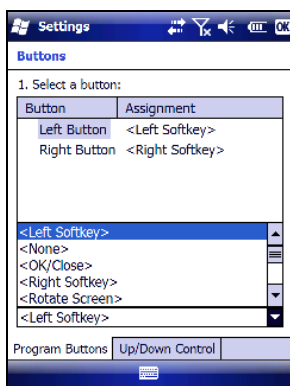 Settings
OK
Buttons
1. Select a button:
Button Assignment
Left Button <Left Softkey>
Right Button <Right Softkey>
<Left Softkey>
<None>
<OK/Close>
<Right Softkey>
<Rotate Screen>
<Left Softkey>
Program Buttons Up/Down Control